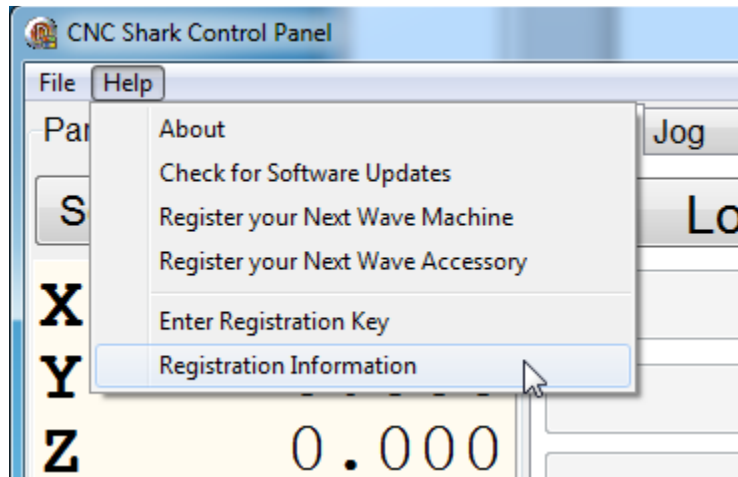 CNC Shark Control Panel
File Help
About
Jog
Check for Software Updates
Register your Next Wave Machine
Register your Next Wave Accessory
X
Enter Registration Key
Registration Information
Y
Z 0.000